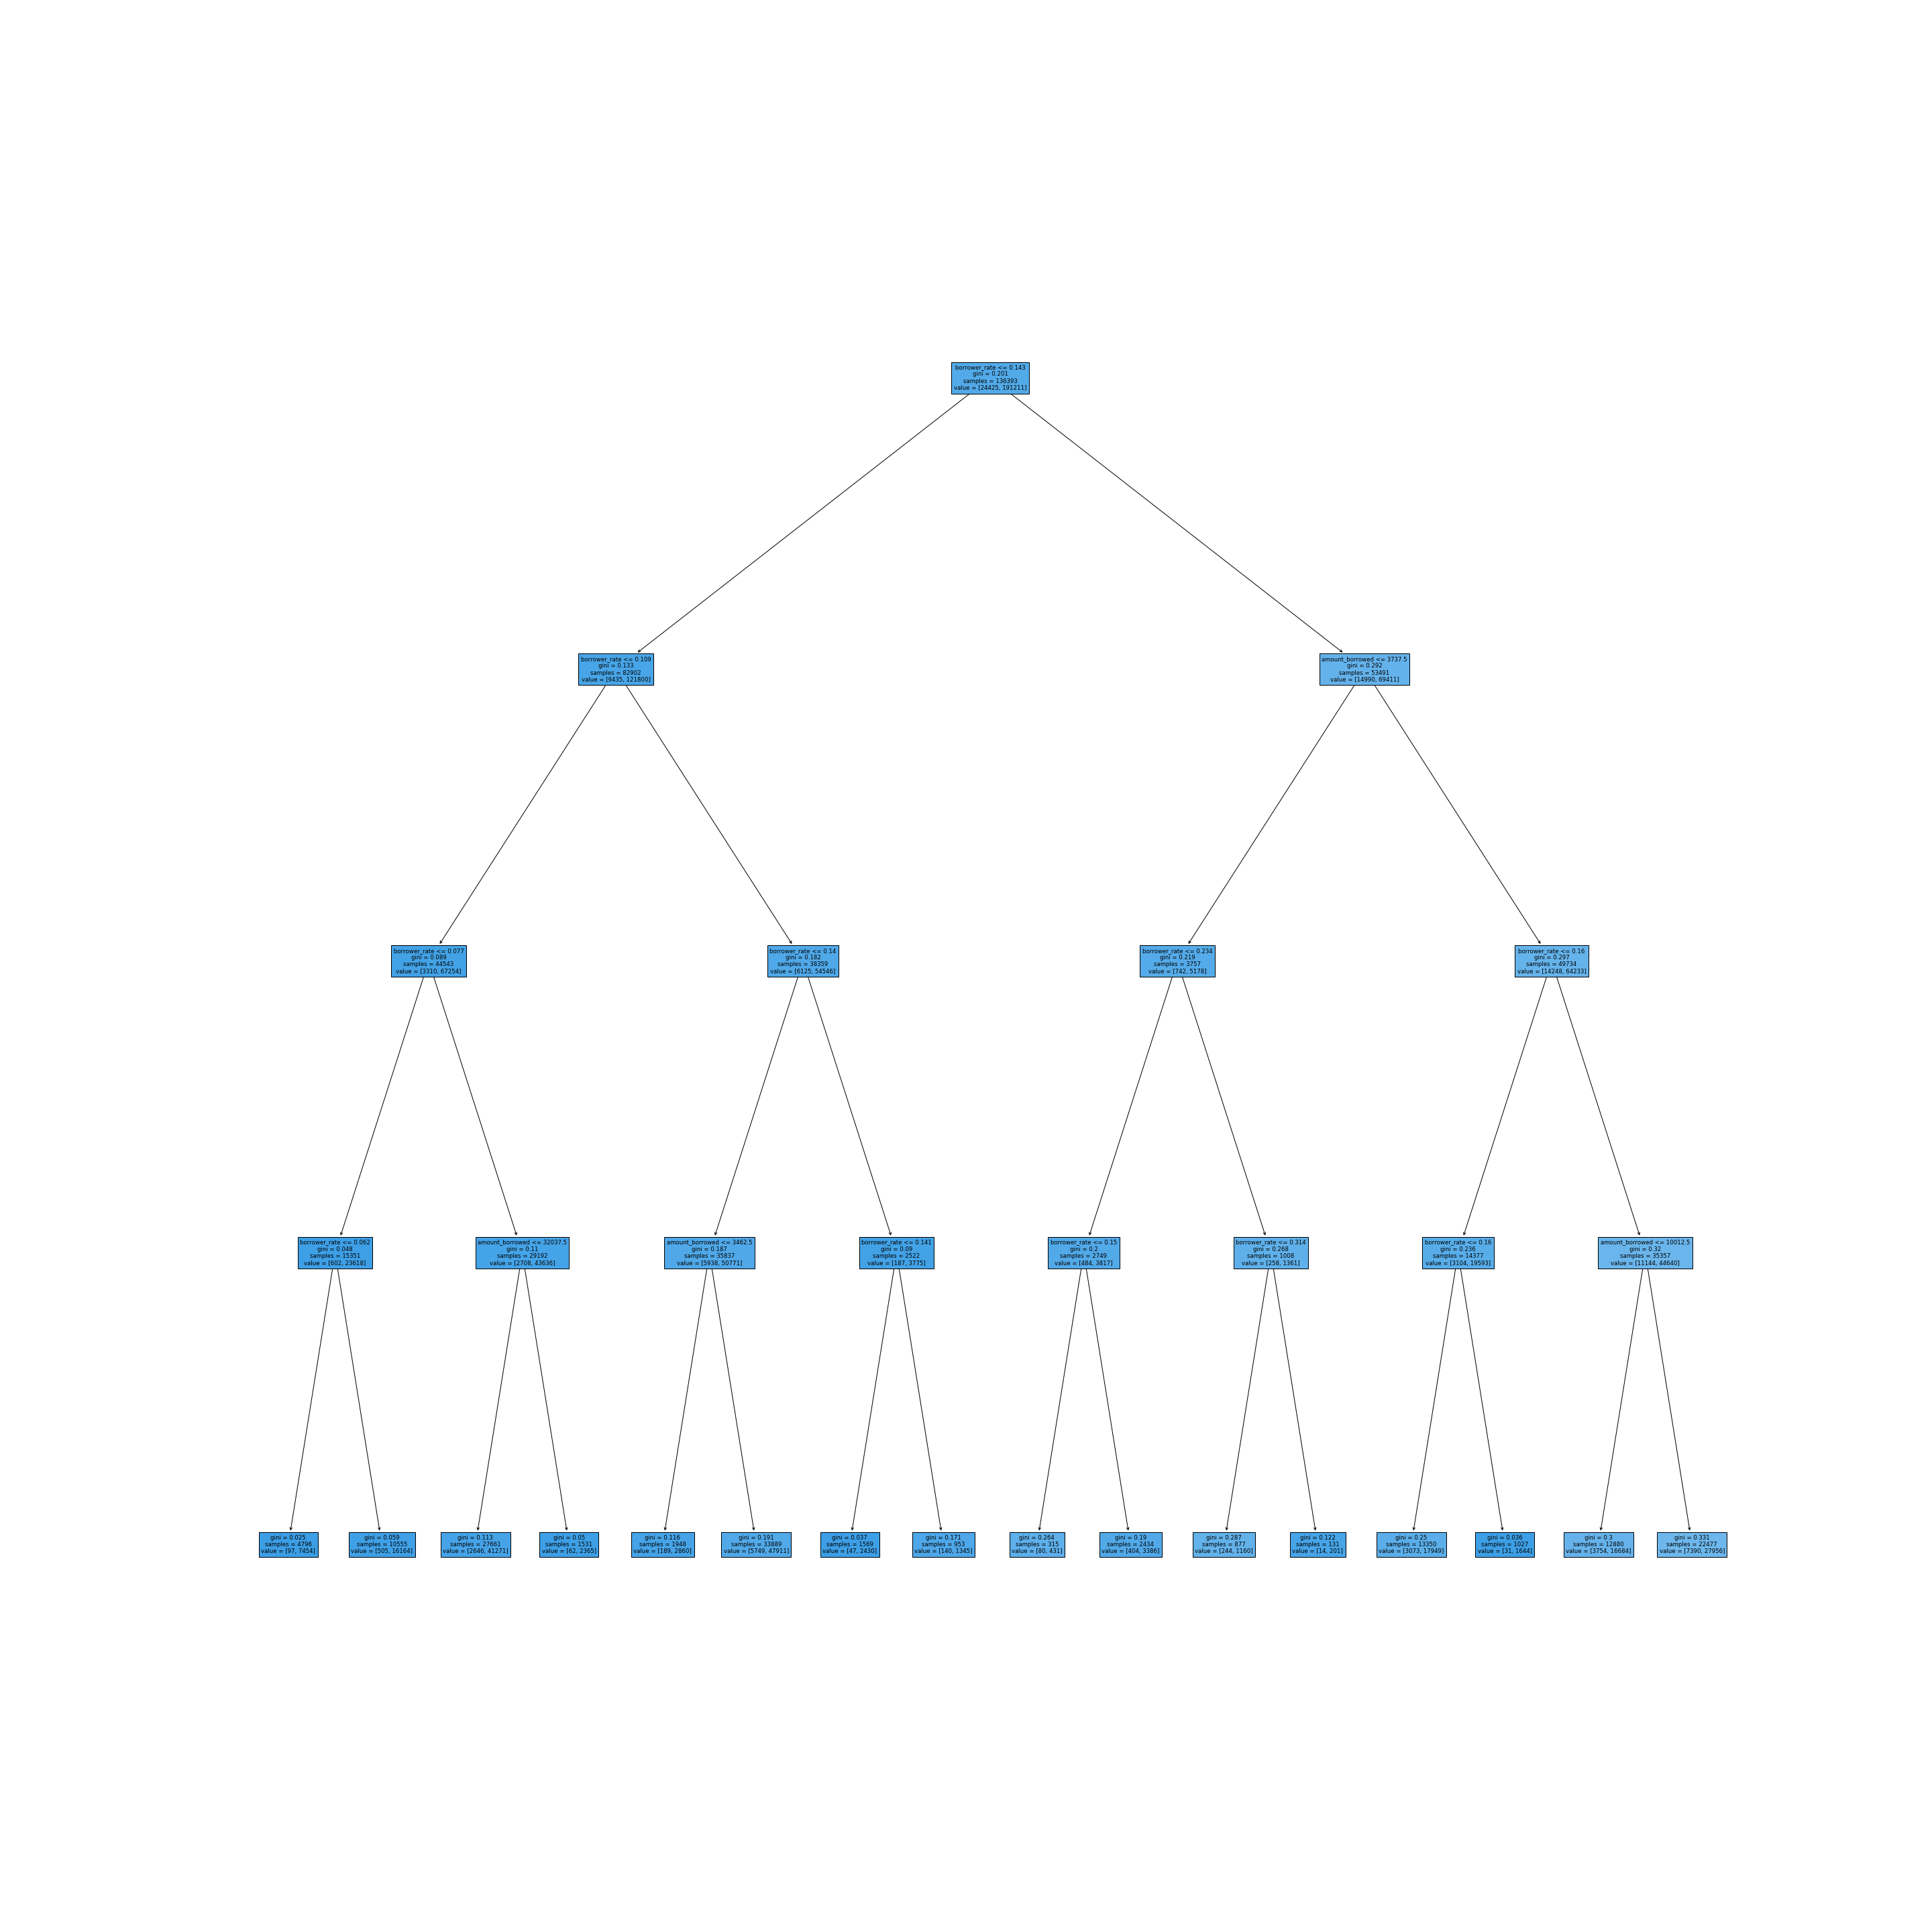 borrower_rate <= 0.143
gini = 0.201
samples = 136393
value = [24425, 191211]
borrower_rate <= 0.109
gini = 0.133
samples = 82902
value = [9435, 121800]
amount_borrowed <= 3737.5
gini = 0.292
samples = 53491
value = [14990, 69411]
borrower_rate <= 0.077
gini = 0.089
samples = 44543
value = [3310, 67254]
borrower_rate <= 0.14
gini = 0.182
samples = 38359
value = [6125, 54546]
borrower_rate <= 0.234
gini = 0.219
samples = 3757
value = [742, 5178]
borrower_rate <= 0.16
gini = 0.297
samples = 49734
value = [14248, 64233]
borrower_rate <= 0.062
gini = 0.048
samples = 15351
value = [602, 23618]
amount_borrowed <= 32037.5
gini = 0.11
samples = 29192
value = [2708, 43636]
amount_borrowed <= 3462.5
gini = 0.187
samples = 35837
value = [5938, 50771]
borrower_rate <= 0.141
gini = 0.09
samples = 2522
value = [187, 3775]
borrower_rate <= 0.15
gini = 0.2
samples = 2749
value = [484, 3817]
borrower_rate <= 0.314
gini = 0.268
samples = 1008
value = [258, 1361]
borrower_rate <= 0.16
gini = 0.236
samples = 14377
value = [3104, 19593]
amount_borrowed <= 10012.5
gini = 0.32
samples = 35357
value = [11144, 44640]
gini = 0.025
samples = 4796
value = [97, 7454]
gini = 0.059
samples = 10555
value = [505, 16164]
gini = 0.113
samples = 27661
value = [2646, 41271]
gini = 0.05
samples = 1531
value = [62, 2365]
gini = 0.116
samples = 1948
value = [189, 2860]
gini = 0.191
samples = 33889
value = [5749, 47911]
gini = 0.037
samples = 1569
value = [47, 2430]
gini = 0.171
samples = 953
value = [140, 1345]
gini = 0.264
samples = 315
value = [80, 431]
gini = 0.19
samples = 2434
value = [404, 3386]
gini = 0.287
samples = 877
value = [244, 1160]
gini = 0.122
samples = 131
value = [14, 201]
gini = 0.25
samples = 13350
value = [3073, 17949]
gini = 0.036
samples = 1027
value = [31, 1644]
gini = 0.3
samples = 12880
value = [3754, 16684]
gini = 0.331
samples = 22477
value = [7390, 27956]